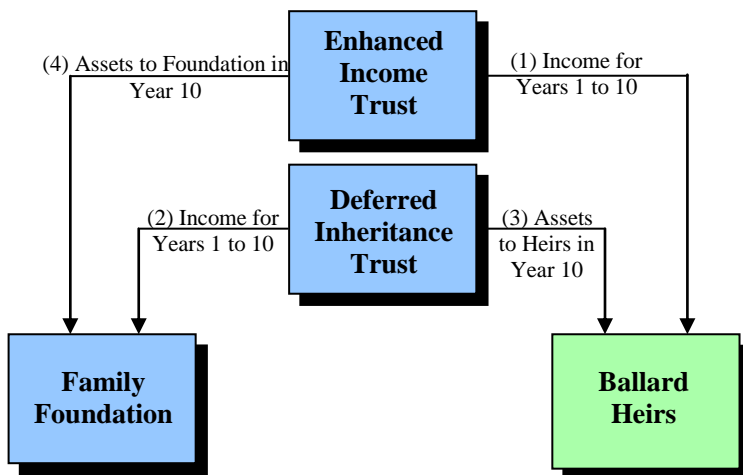 Enhanced
Income
Trust
(4) Assets to Foundation in
Year 10
(1) Income for
Years 1 to 10
Deferred
Inheritance
Trust
(2) Income for
Years 1 to 10
(3) Assets
to Heirs in
Year 10
Family
Foundation
Ballard
Heirs